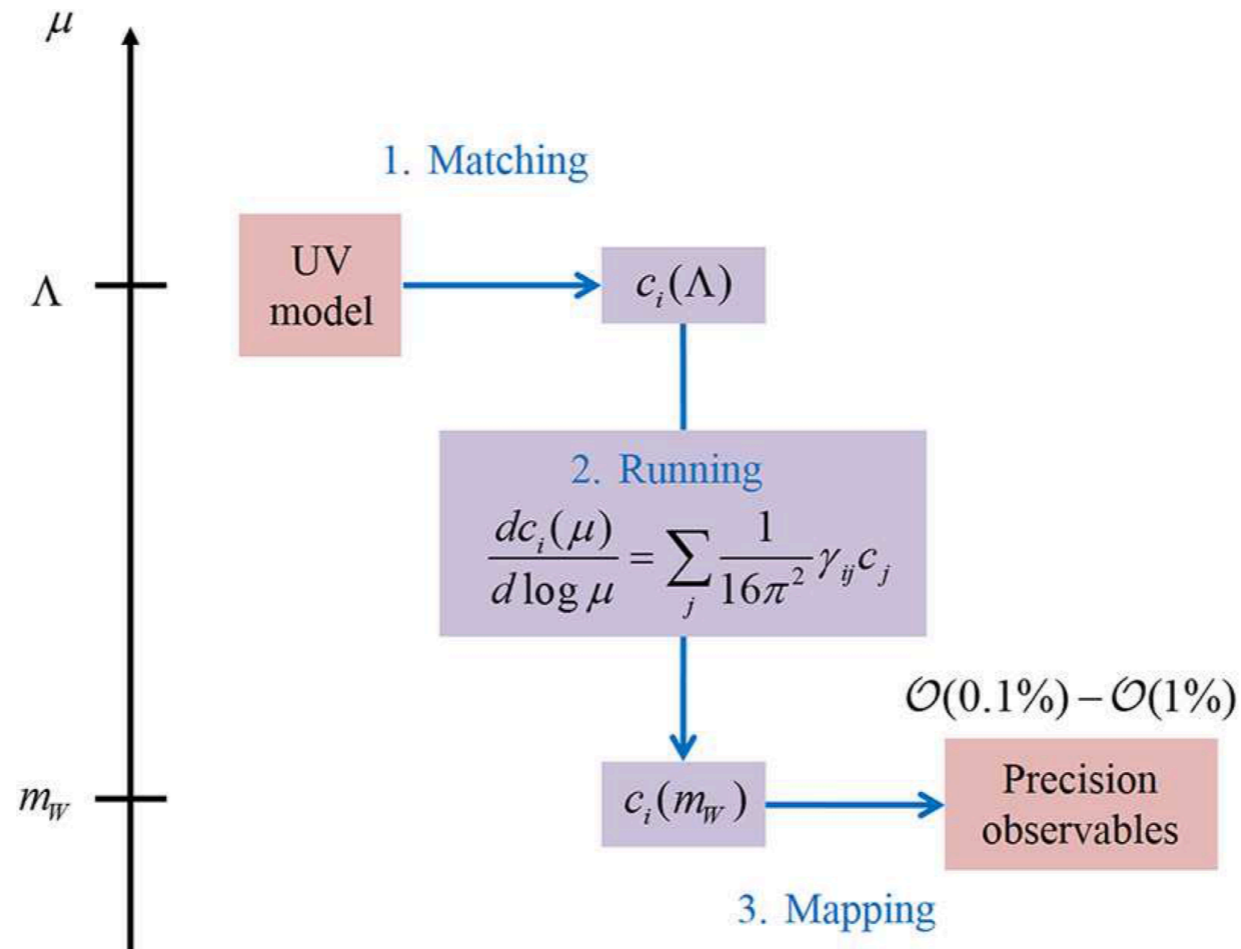 μ
1. Matching
UV
model
Λ
c_i(Λ)
2. Running
dc_i(μ)/d log μ = ∑_j 1/16π² γ_ij c_j
𝒪(0.1%) – 𝒪(1%)
m_W
c_i(m_W)
Precision
observables
3. Mapping